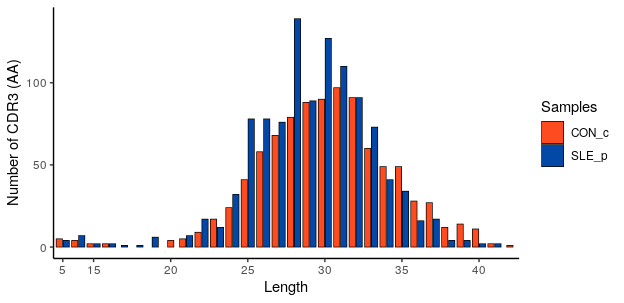 Number of CDR3 (AA)
100
50
0
5 15 20 25 30 35 40
Length
Samples
CON_c
SLE_p